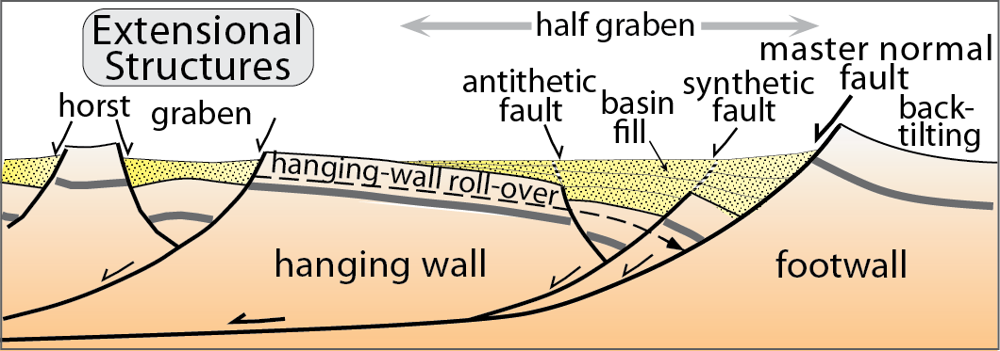 Extensional
Structures
half graben
master normal
fault
antithetic
fault
basin
fill
synthetic
fault
back-
tilting
horst
graben
hanging-wall roll-over
hanging wall
footwall